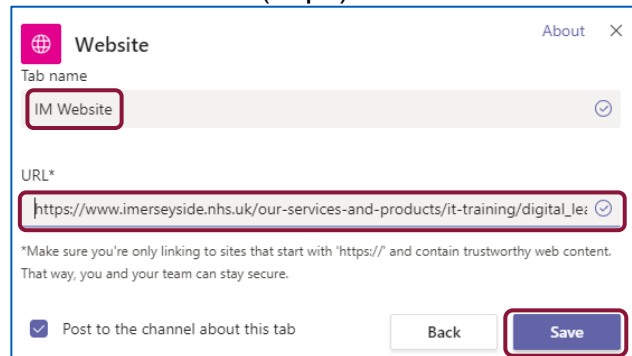 Website
About
Tab name
IM Website
URL*
https://www.imerseyside.nhs.uk/our-services-and-products/it-training/digital_lea
*Make sure you're only linking to sites that start with 'https://' and contain trustworthy web content.
That way, you and your team can stay secure.
Post to the channel about this tab
Back
Save